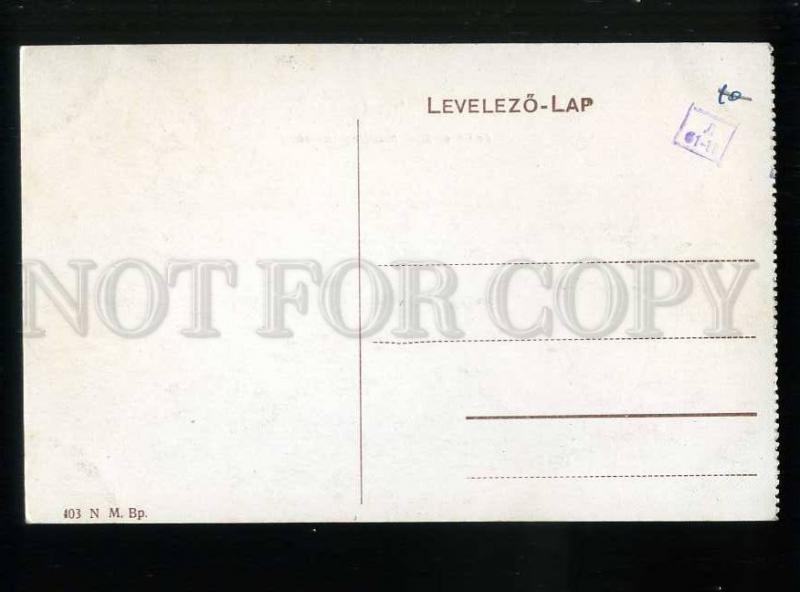 LEVELEZŐ-LAP
NOT FOR COPY
403 N M. Bp.